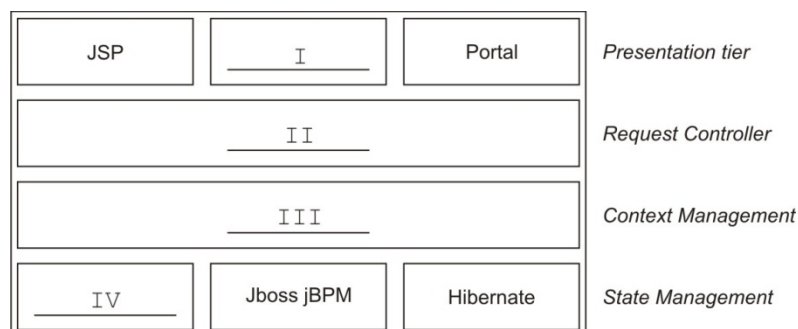 JSP I Portal Presentation tier
II Request Controller
III Context Management
IV Jboss jBPM Hibernate State Management